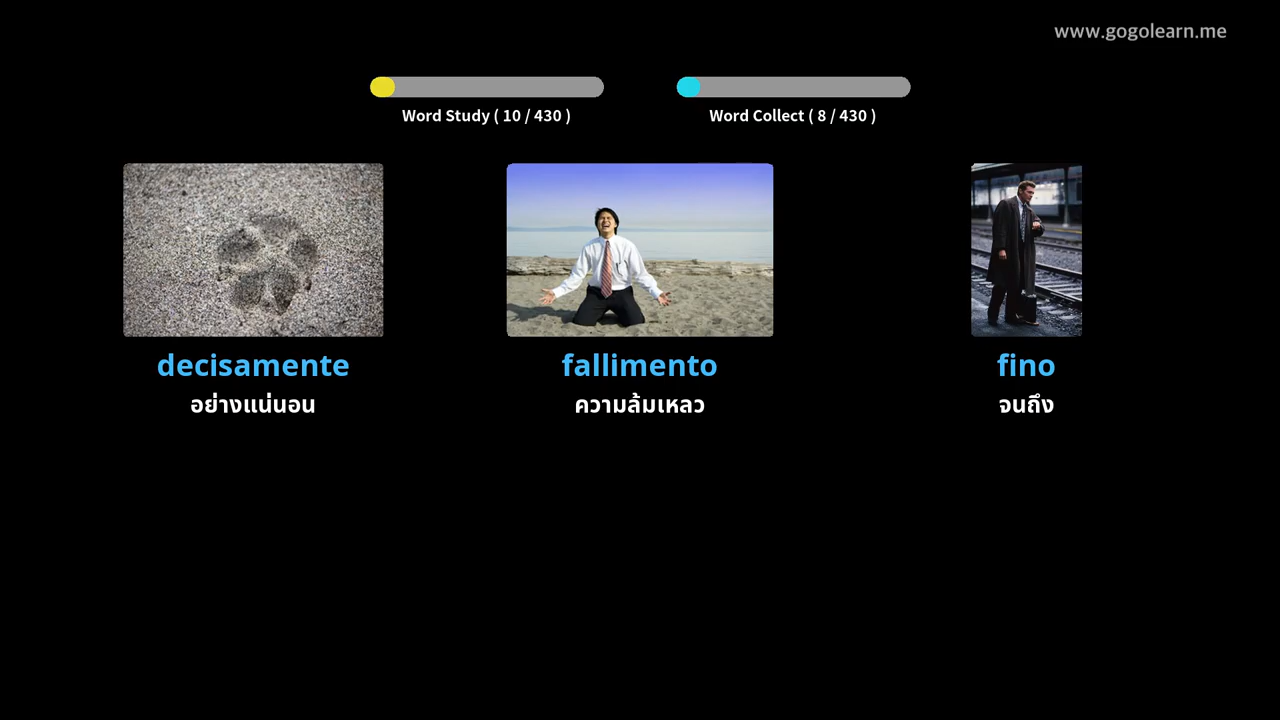 www.gogolearn.me
Word Study ( 10 / 430 )
Word Collect ( 8 / 430 )
decisamente
อย่างแน่นอน
fallimento
ความล้มเหลว
fino
จนถึง